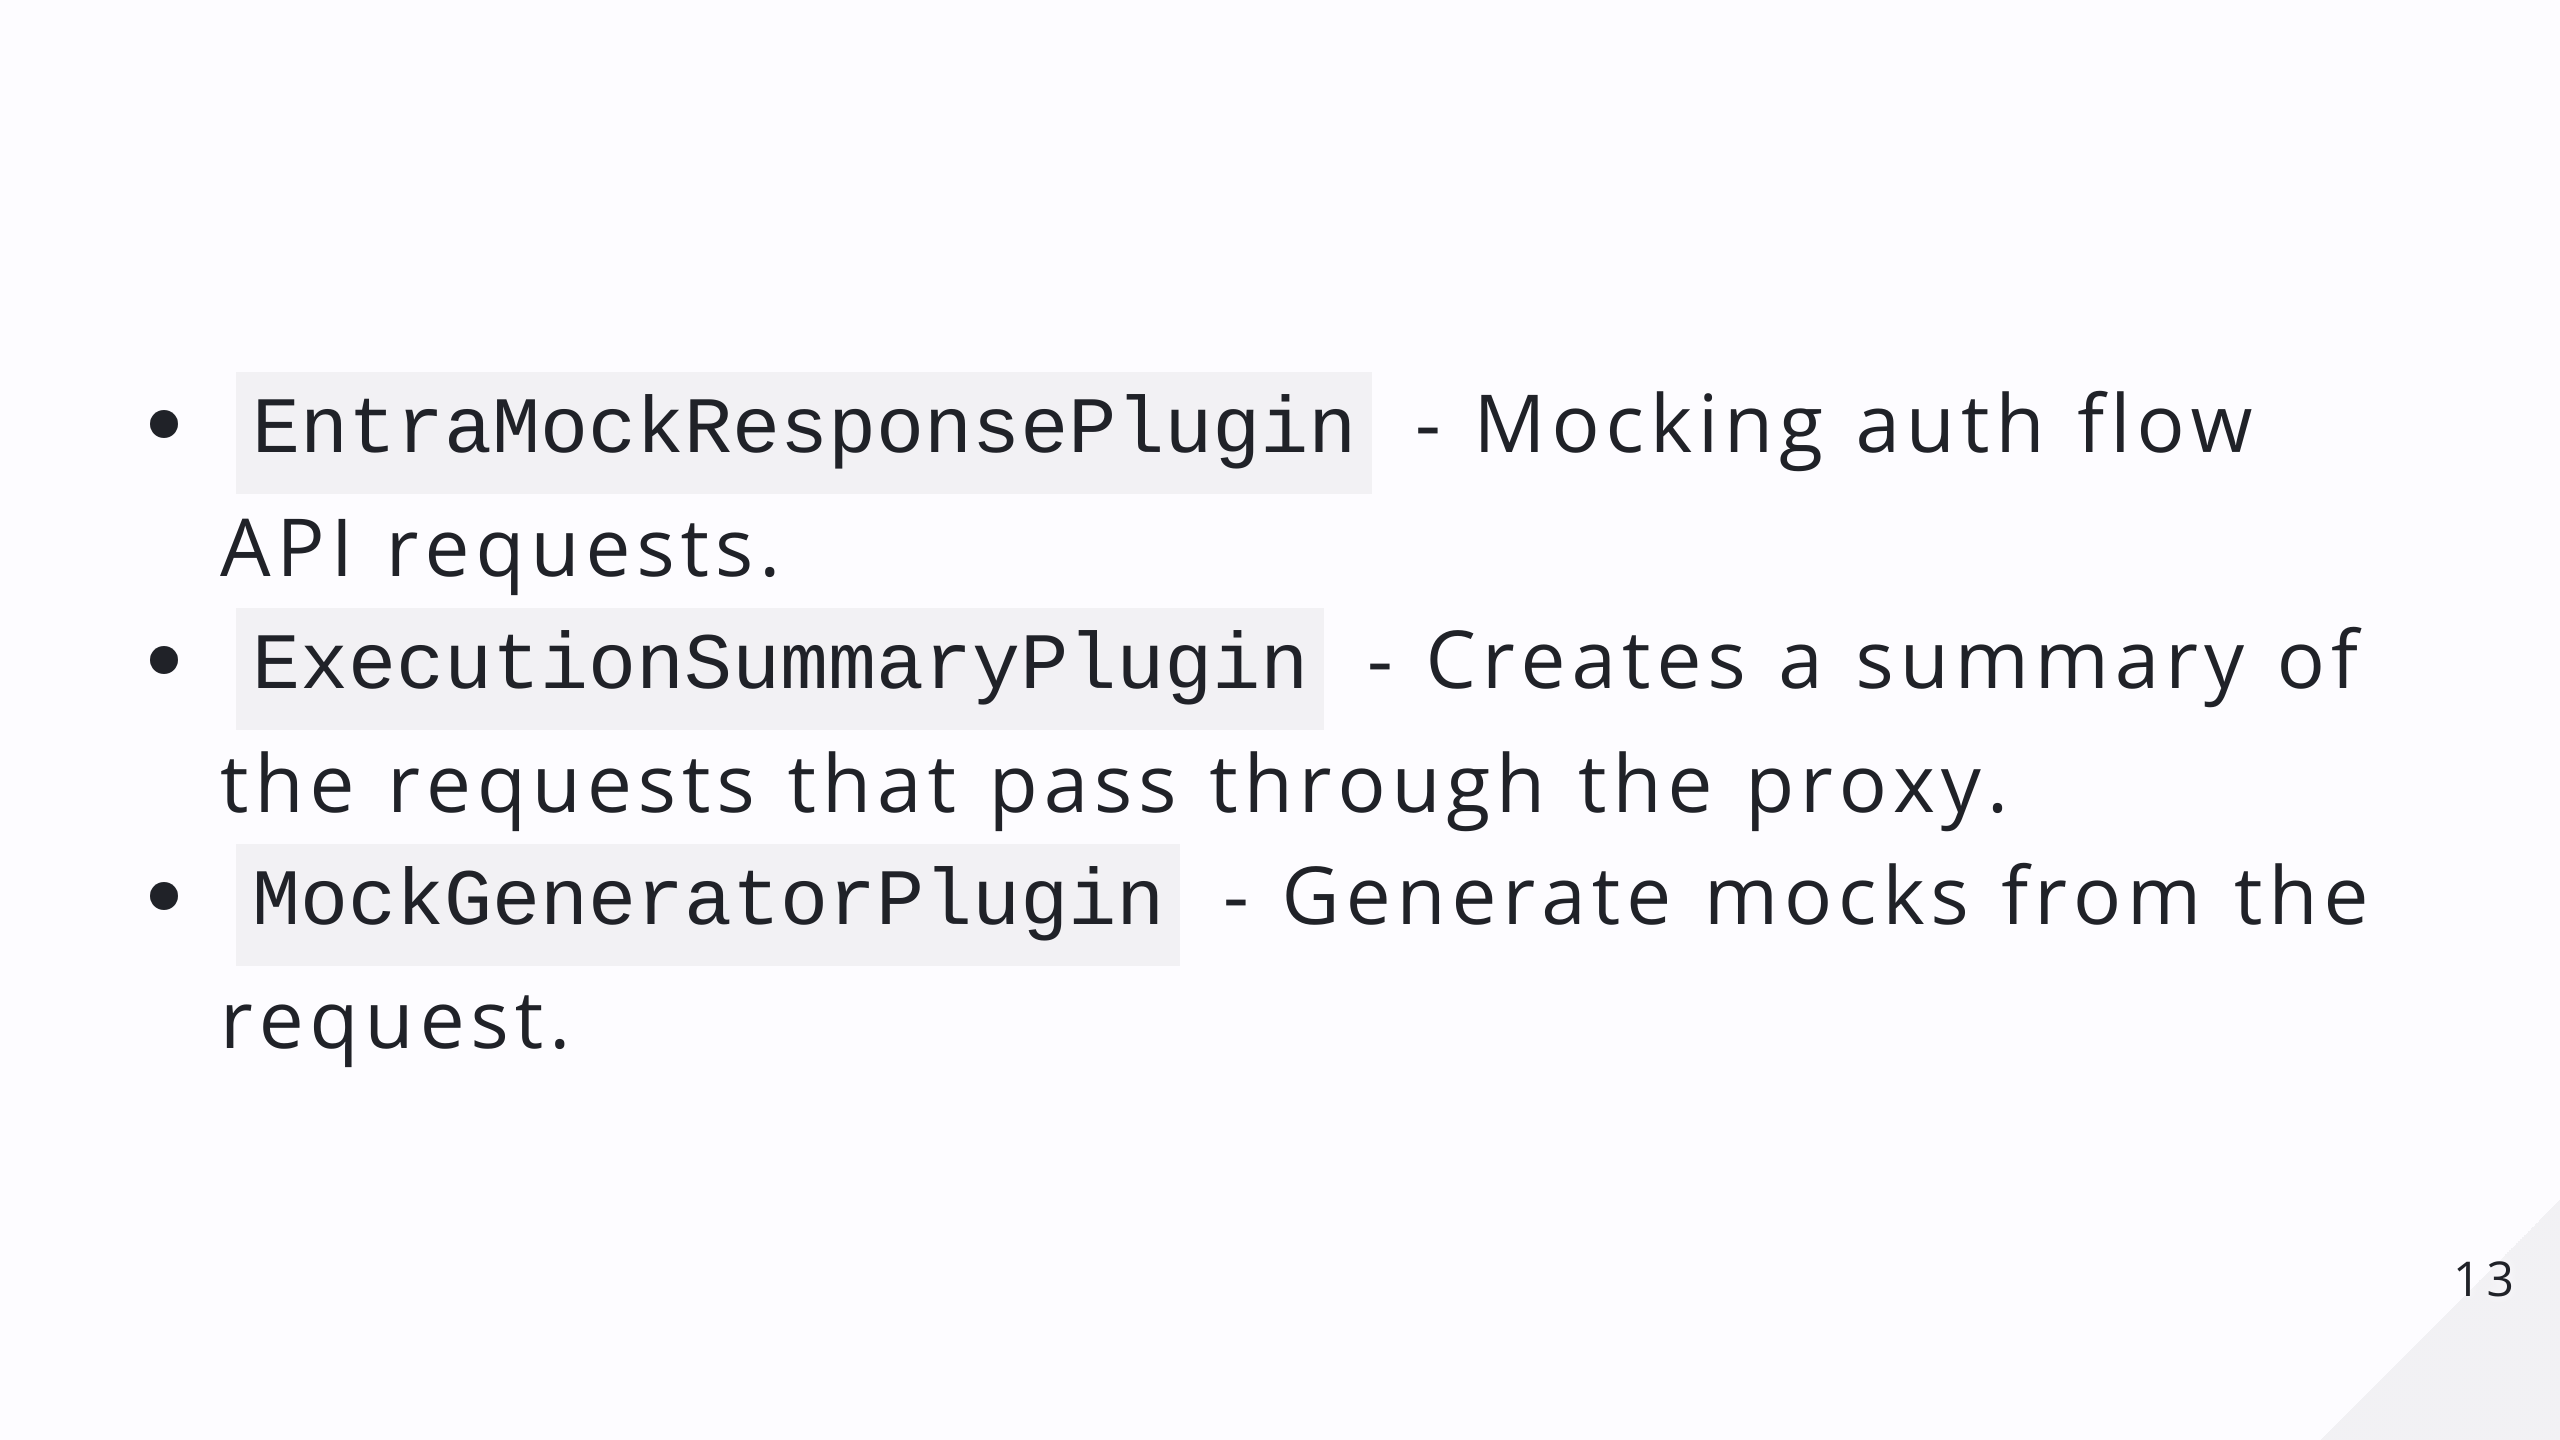 • EntraMockResponsePlugin - Mocking auth flow
API requests.
• ExecutionSummaryPlugin - Creates a summary of
the requests that pass through the proxy.
• MockGeneratorPlugin - Generate mocks from the
request.
13